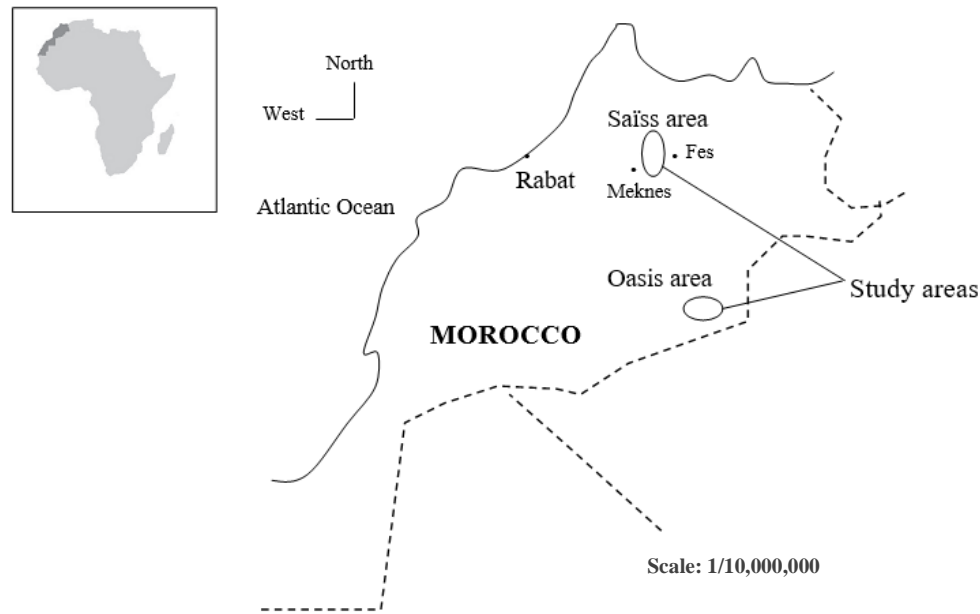 North
West
Saïss area
Fes
Rabat
Meknes
Atlantic Ocean
Oasis area
Study areas
MOROCCO
Scale: 1/10,000,000